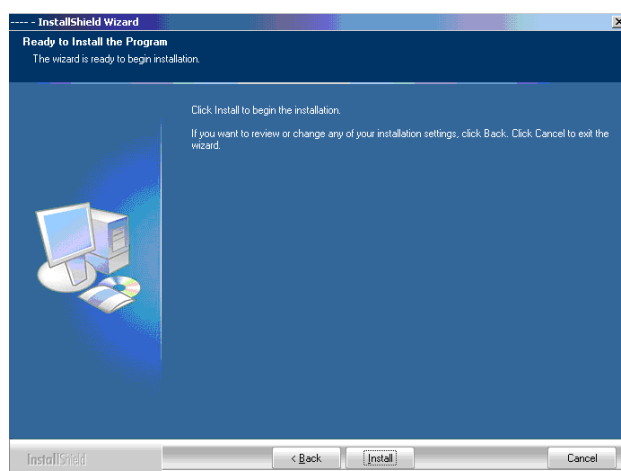 ---- - InstallShield Wizard
Ready to Install the Program
The wizard is ready to begin installation.
Click Install to begin the installation.
If you want to review or change any of your installation settings, click Back. Click Cancel to exit the
wizard.
InstallShield
< Back
Install
Cancel